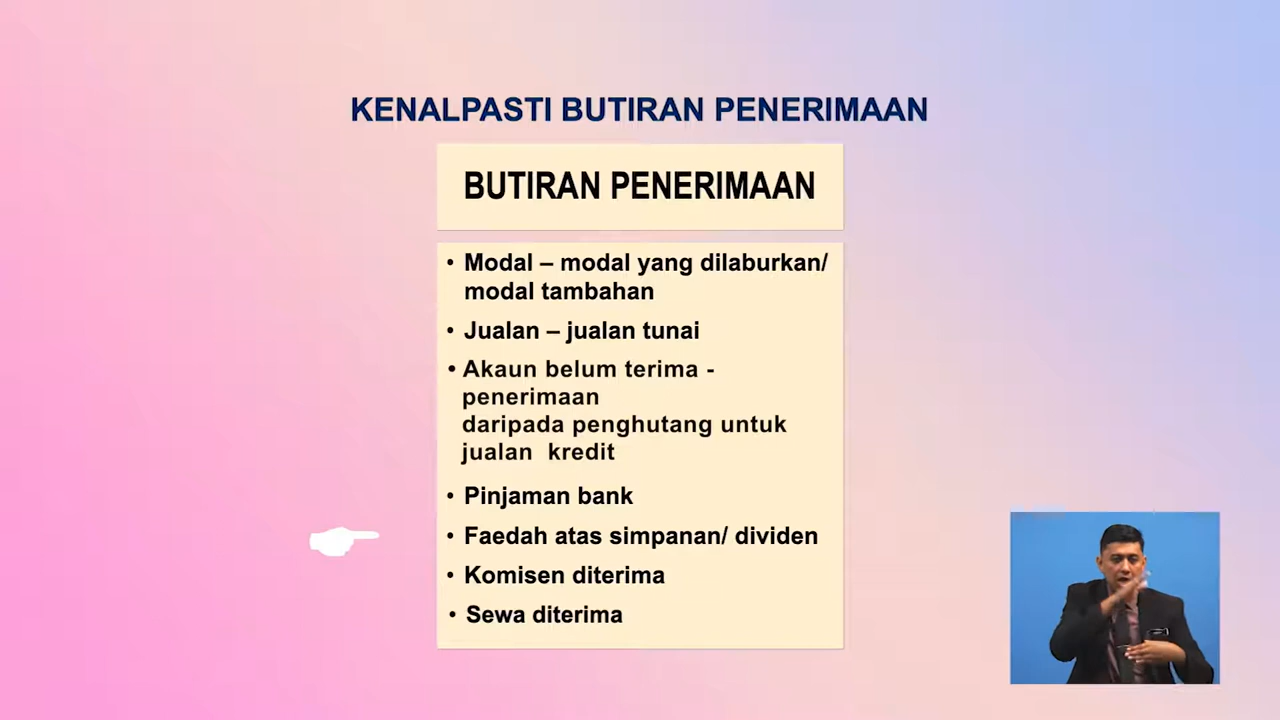 KENALPASTI BUTIRAN PENERIMAAN
BUTIRAN PENERIMAAN
• Modal – modal yang dilaburkan/
modal tambahan
• Jualan – jualan tunai
• Akaun belum terima -
penerimaan
daripada penghutang untuk
jualan kredit
• Pinjaman bank
• Faedah atas simpanan/ dividen
• Komisen diterima
• Sewa diterima